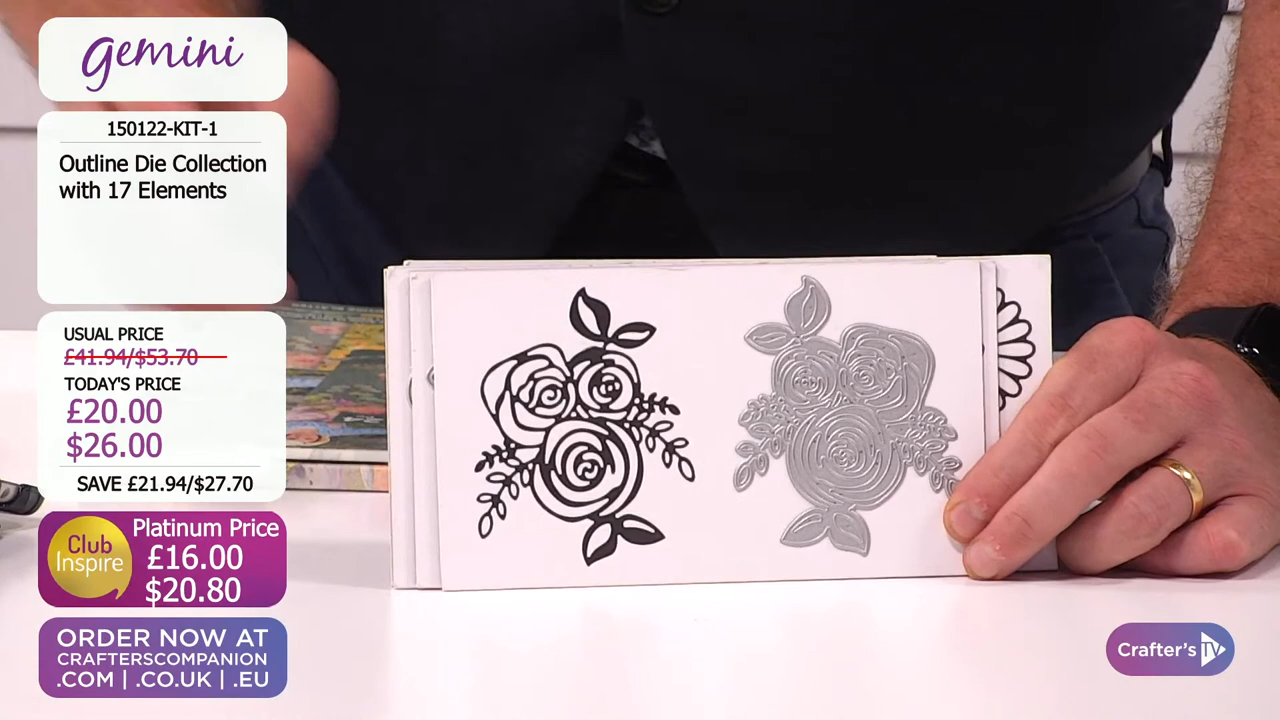 gemini
150122-KIT-1
Outline Die Collection
with 17 Elements
USUAL PRICE
£41.94/$53.70
TODAY'S PRICE
£20.00
$26.00
SAVE £21.94/$27.70
Club
Inspire
Platinum Price
£16.00
$20.80
ORDER NOW AT
CRAFTERSCOMPANION
.COM | .CO.UK | .EU
Crafter's TV